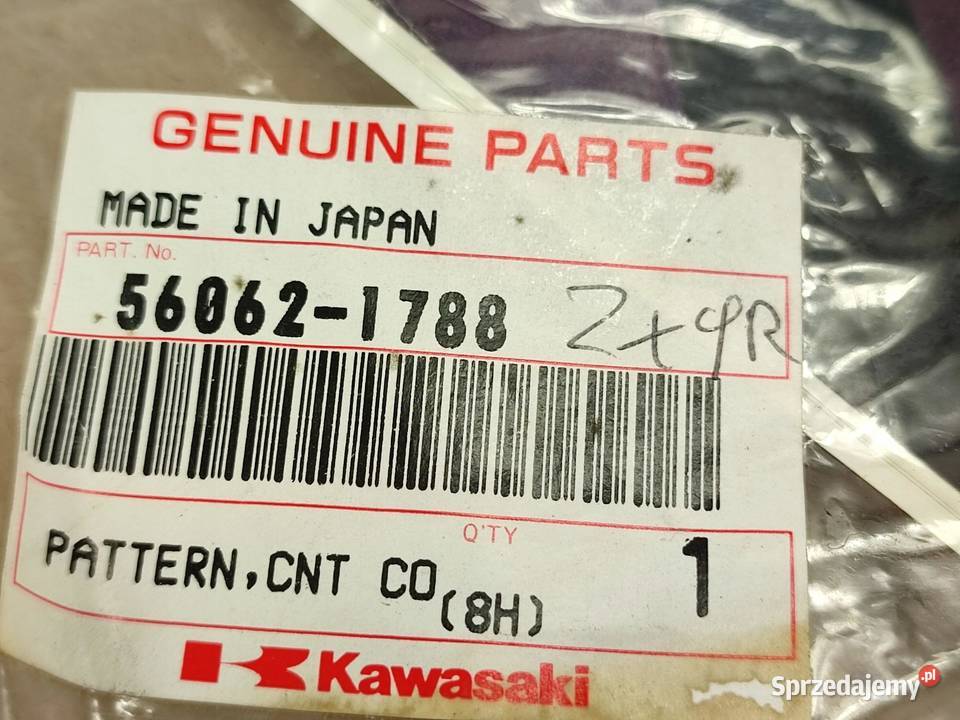 GENUINE PARTS
MADE IN JAPAN
PART. No.
56062-1788 Zx9R
Q'TY
PATTERN,CNT CO(8H) 1
Kawasaki
Sprzedajemy.pl